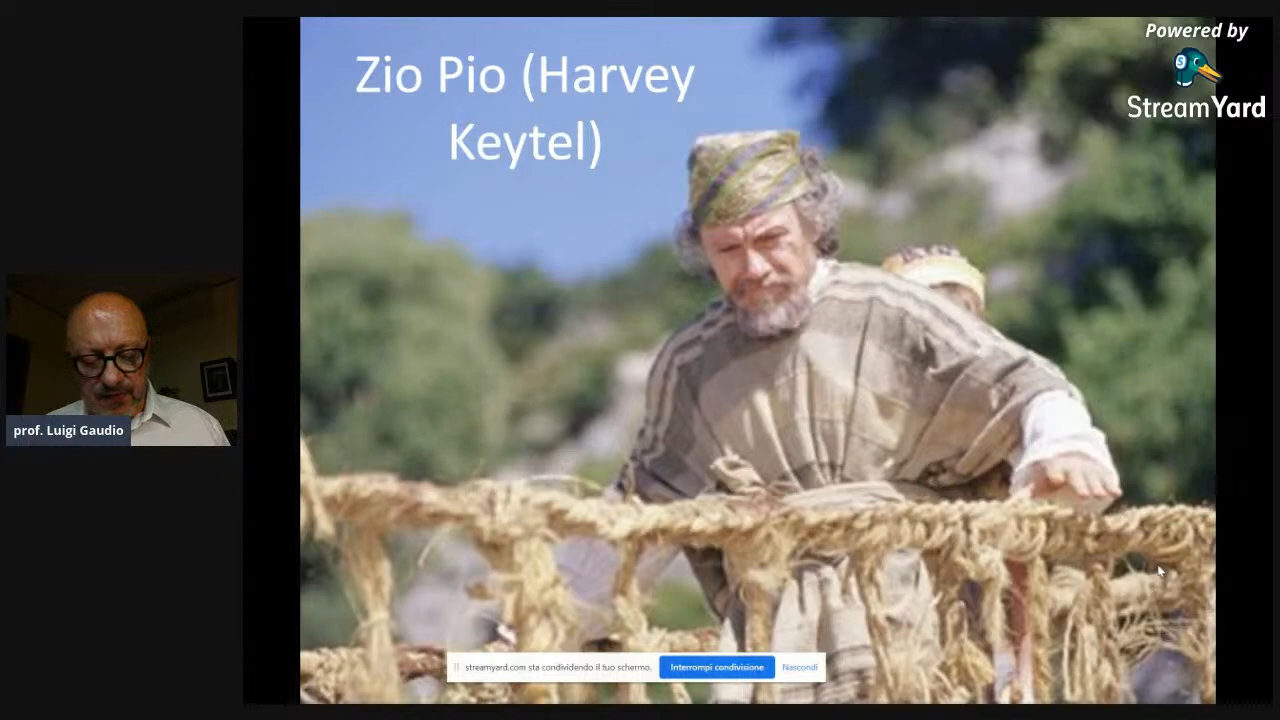 Zio Pio (Harvey
Keytel)
Powered by
StreamYard
prof. Luigi Gaudio
streamyard.com sta condividendo il tuo schermo.
Interrompi condivisione
Nascondi